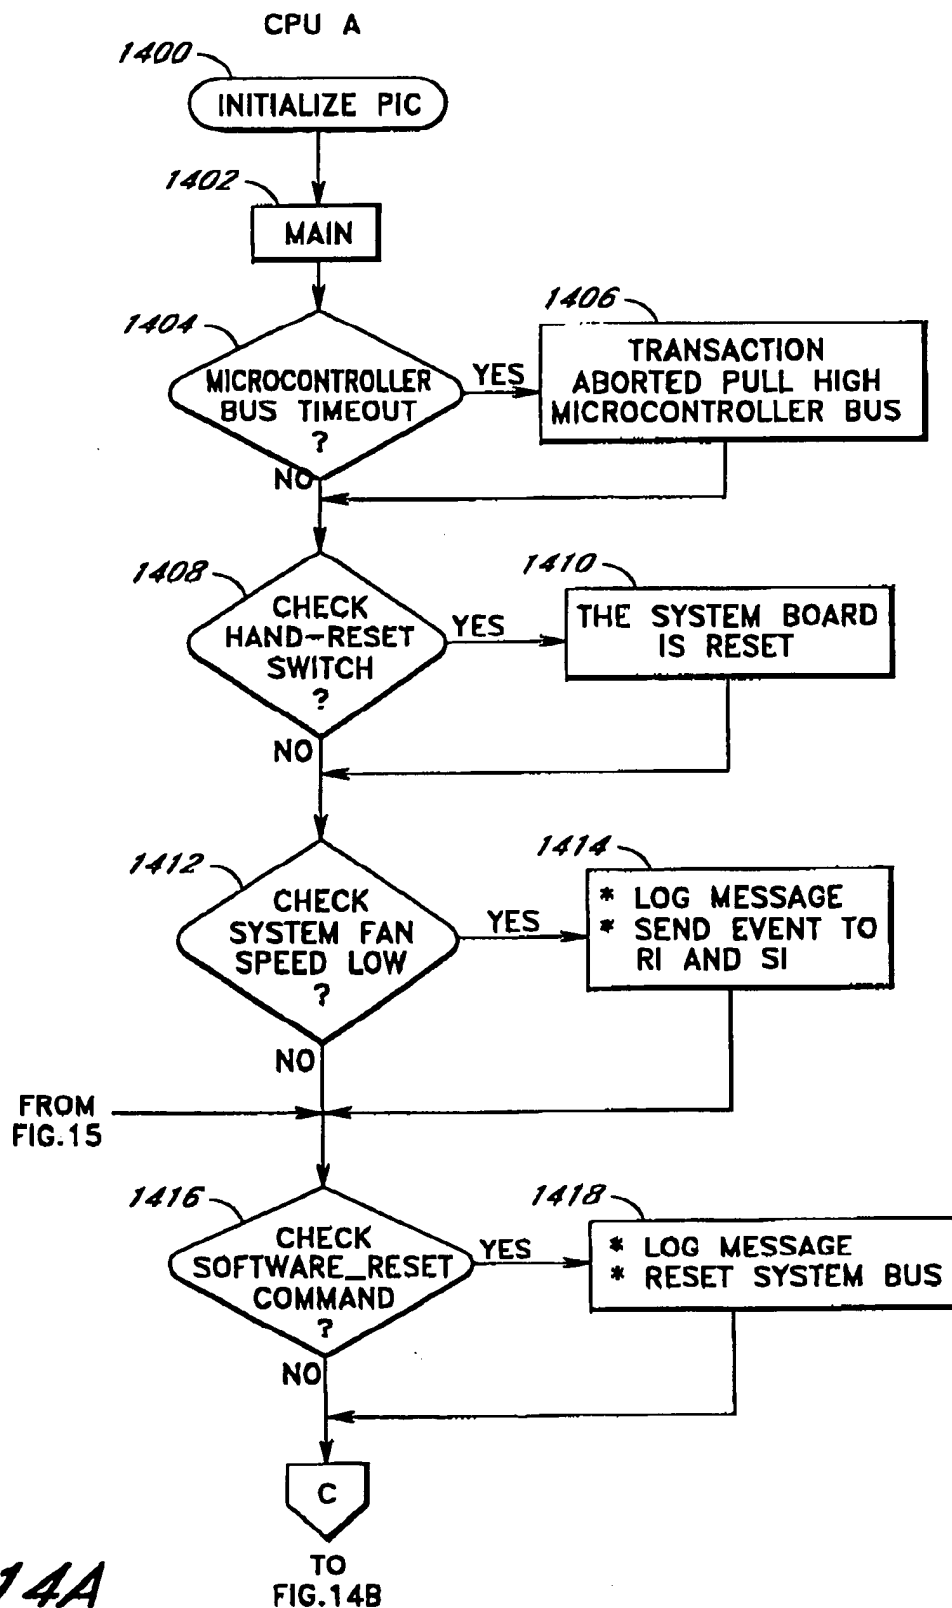 CPU A
1400
INITIALIZE PIC
1402
MAIN
1404
MICROCONTROLLER
BUS TIMEOUT
?
YES
NO
1406
TRANSACTION
ABORTED PULL HIGH
MICROCONTROLLER BUS
1408
CHECK
HAND-RESET
SWITCH
?
YES
NO
1410
THE SYSTEM BOARD
IS RESET
1412
CHECK
SYSTEM FAN
SPEED LOW
?
YES
NO
1414
* LOG MESSAGE
* SEND EVENT TO
RI AND SI
FROM
FIG.15
1416
CHECK
SOFTWARE_RESET
COMMAND
?
YES
NO
1418
* LOG MESSAGE
* RESET SYSTEM BUS
C
TO
FIG.14B
14A